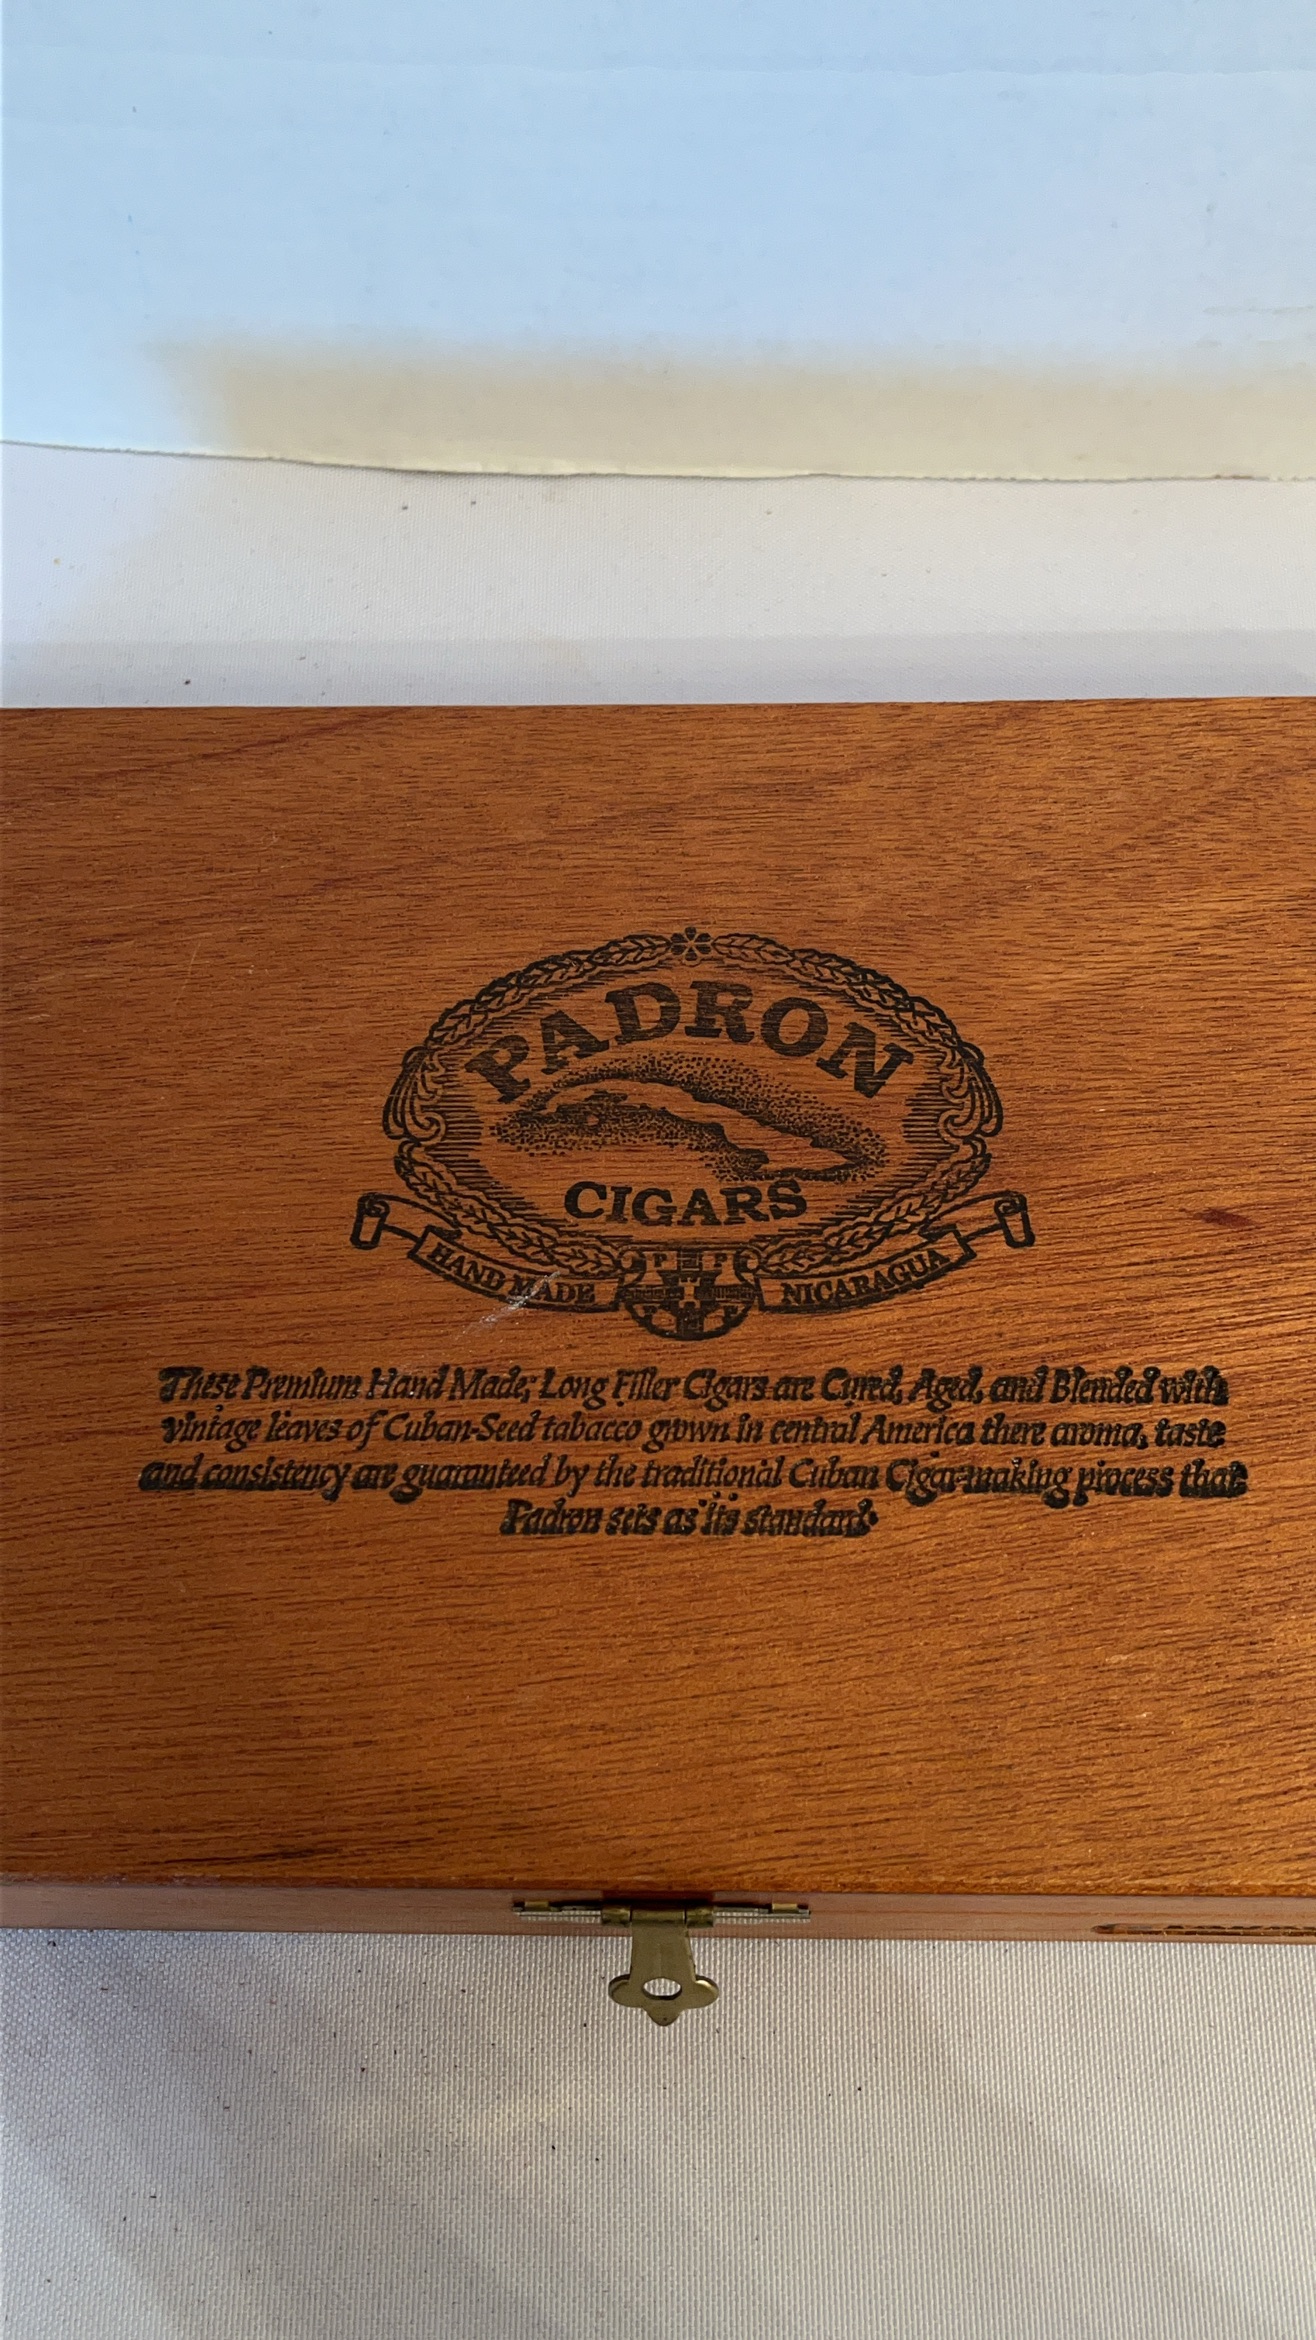 PADRON
CIGARS
HAND MADE
P F
NICARAGUA
These Premium Hand Made; Long Filler Cigars are Cured, Aged, and Blended with
vintage leaves of Cuban-Seed tabacco grown in central America there aroma, taste
and consistency are guaranteed by the traditional Cuban Cigar-making process that
Padron sets as its standard.